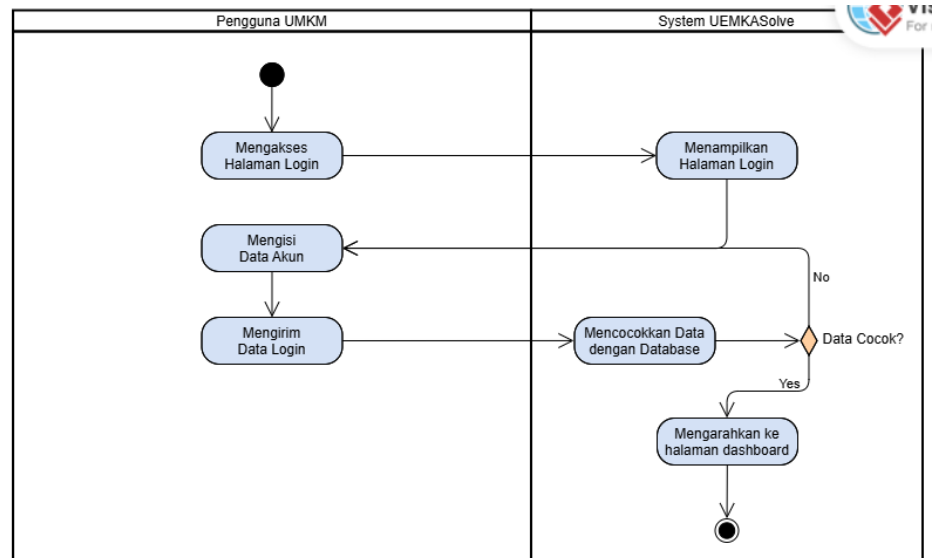 Pengguna UMKM
System UEMKASolve
Mengakses
Halaman Login
Menampilkan
Halaman Login
Mengisi
Data Akun
No
Mengirim
Data Login
Mencocokkan Data
dengan Database
Data Cocok?
Yes
Mengarahkan ke
halaman dashboard